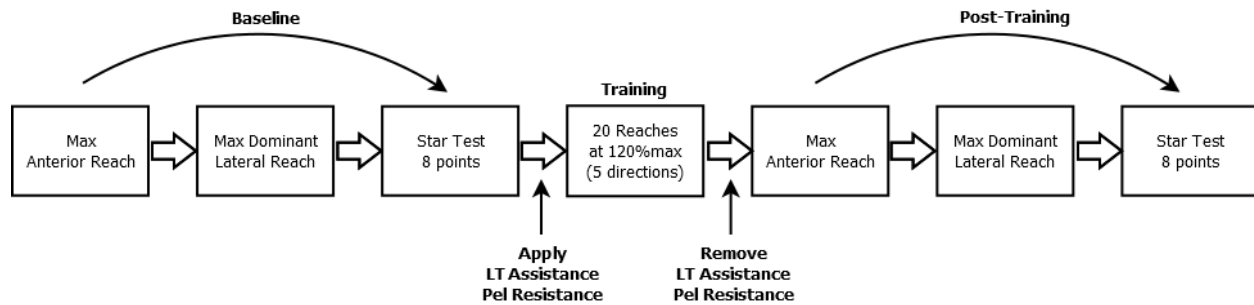 Baseline
Post-Training
Training
Max
Anterior Reach
Max Dominant
Lateral Reach
Star Test
8 points
20 Reaches
at 120%max
(5 directions)
Max
Anterior Reach
Max Dominant
Lateral Reach
Star Test
8 points
Apply
LT Assistance
Pel Resistance
Remove
LT Assistance
Pel Resistance